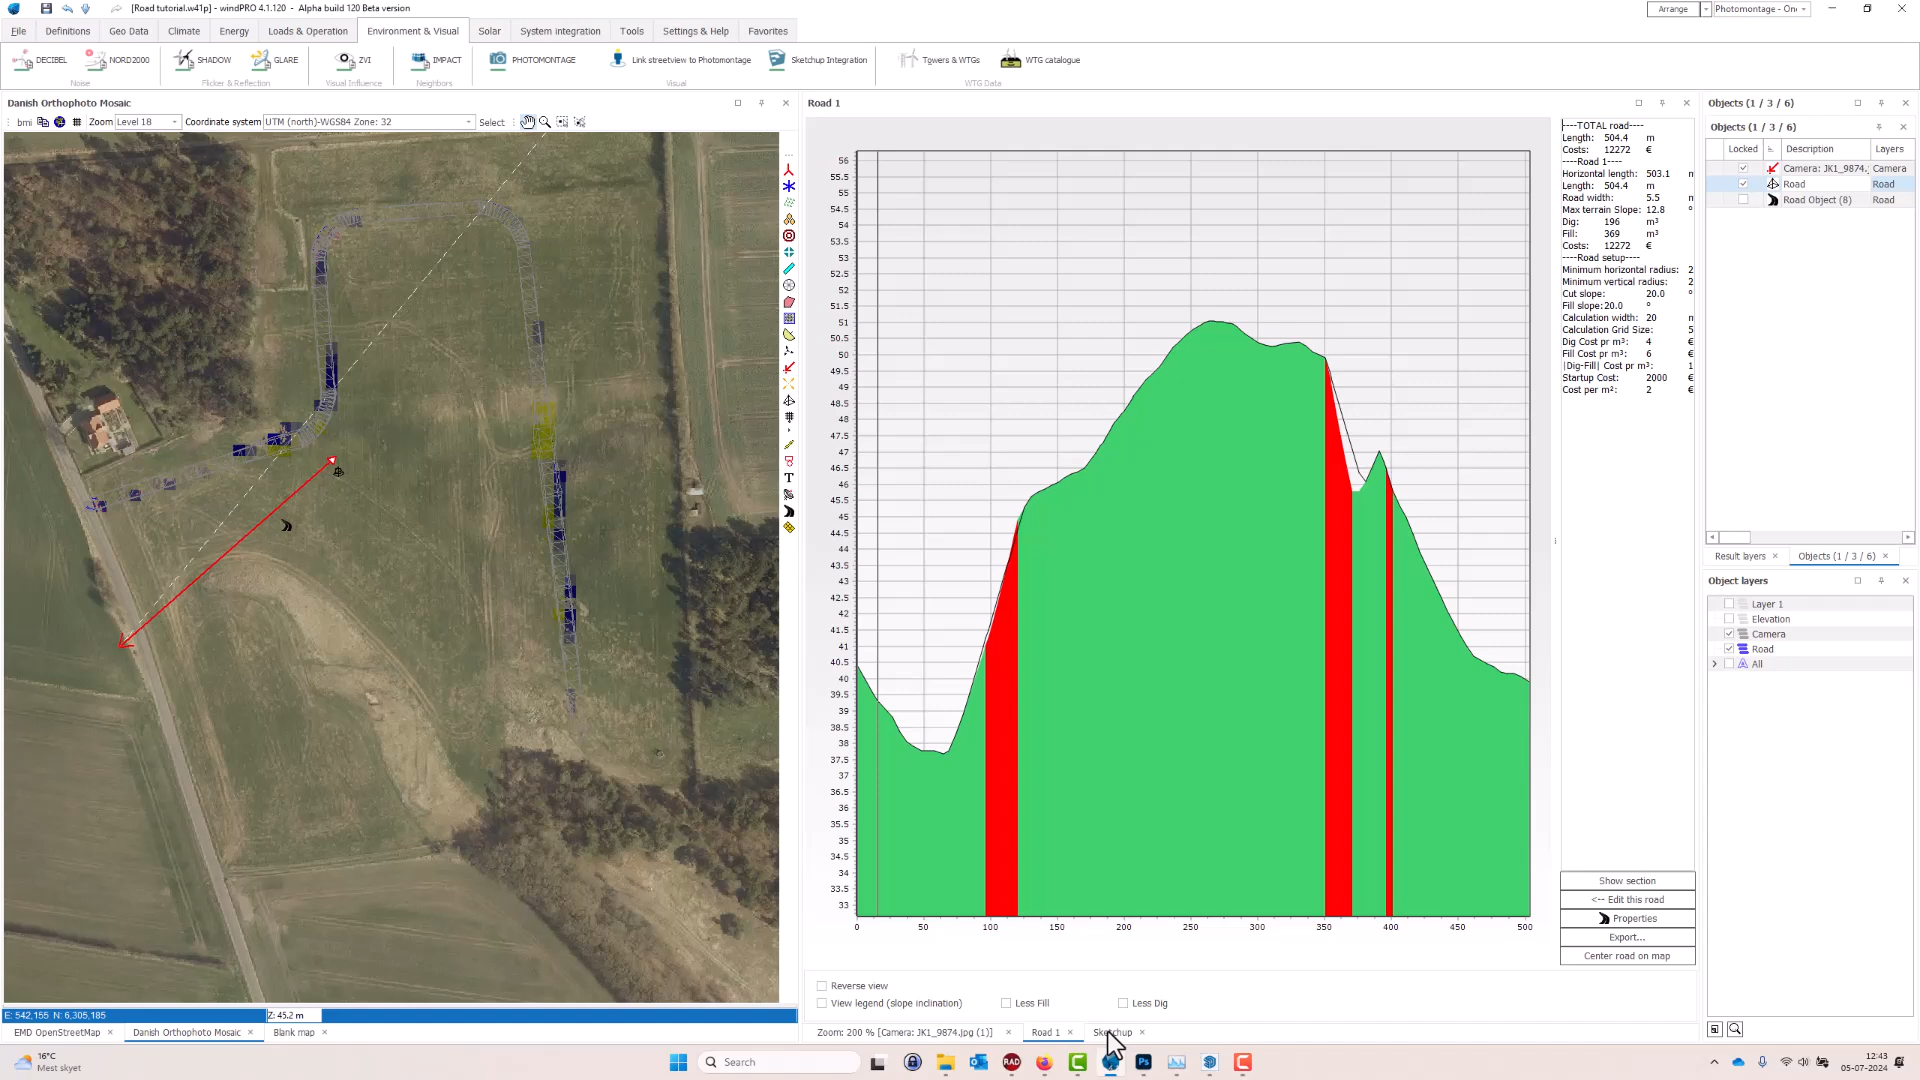 [Road tutorial.w41p] - windPRO 4.1.120 - Alpha build 120 Beta version
Arrange
Photomontage - One
File
Definitions
Geo Data
Climate
Energy
Loads & Operation
Environment & Visual
Solar
System integration
Tools
Settings & Help
Favorites
DECIBEL
NORD2000
SHADOW
GLARE
ZVI
IMPACT
PHOTOMONTAGE
Link streetview to Photomontage
Sketchup Integration
Towers & WTGs
WTG catalogue
Noise
Flicker & Reflection
Visual Influence
Neighbors
Visual
WTG Data
Danish Orthophoto Mosaic
bmi
Zoom
Level 18
Coordinate system
UTM (north)-WGS84 Zone: 32
Select
E: 542,155 N: 6,305,185
Z: 45.2 m
EMD OpenStreetMap
Danish Orthophoto Mosaic
Blank map
Road 1
56
55.5
55
54.5
54
53.5
53
52.5
52
51.5
51
50.5
50
49.5
49
48.5
48
47.5
47
46.5
46
45.5
45
44.5
44
43.5
43
42.5
42
41.5
41
40.5
40
39.5
39
38.5
38
37.5
37
36.5
36
35.5
35
34.5
34
33.5
33
0
50
100
150
200
250
300
350
400
450
500
----TOTAL road----
Length: 504.4 m
Costs: 12272 €
----Road 1----
Horizontal length: 503.1
Length: 504.4 m
Road width: 5.5
Max terrain Slope: 12.8 °
Dig: 196 m³
Fill: 369 m³
Costs: 12272 €
----Road setup----
Minimum horizontal radius: 2
Minimum vertical radius: 2
Cut slope: 20.0 °
Fill slope: 20.0 °
Calculation width: 20
Calculation Grid Size: 5
Dig Cost pr m³: 4 €
Fill Cost pr m³: 6 €
|Dig-Fill| Cost pr m³: 1
Startup Cost: 2000 €
Cost per m²: 2 €
Show section
<-- Edit this road
Properties
Export...
Center road on map
Reverse view
View legend (slope inclination)
Less Fill
Less Dig
Zoom: 200 % [Camera: JK1_9874.jpg (1)]
Road 1
Sketchup
Objects (1 / 3 / 6)
Objects (1 / 3 / 6)
Locked
Description
Layers
Camera: JK1_9874.j
Camera
Road
Road
Road Object (8)
Road
Result layers
Objects (1 / 3 / 6)
Object layers
Layer 1
Elevation
Camera
Road
All
16°C
Mest skyet
Search
RAD
Ps
12:43
05-07-2024